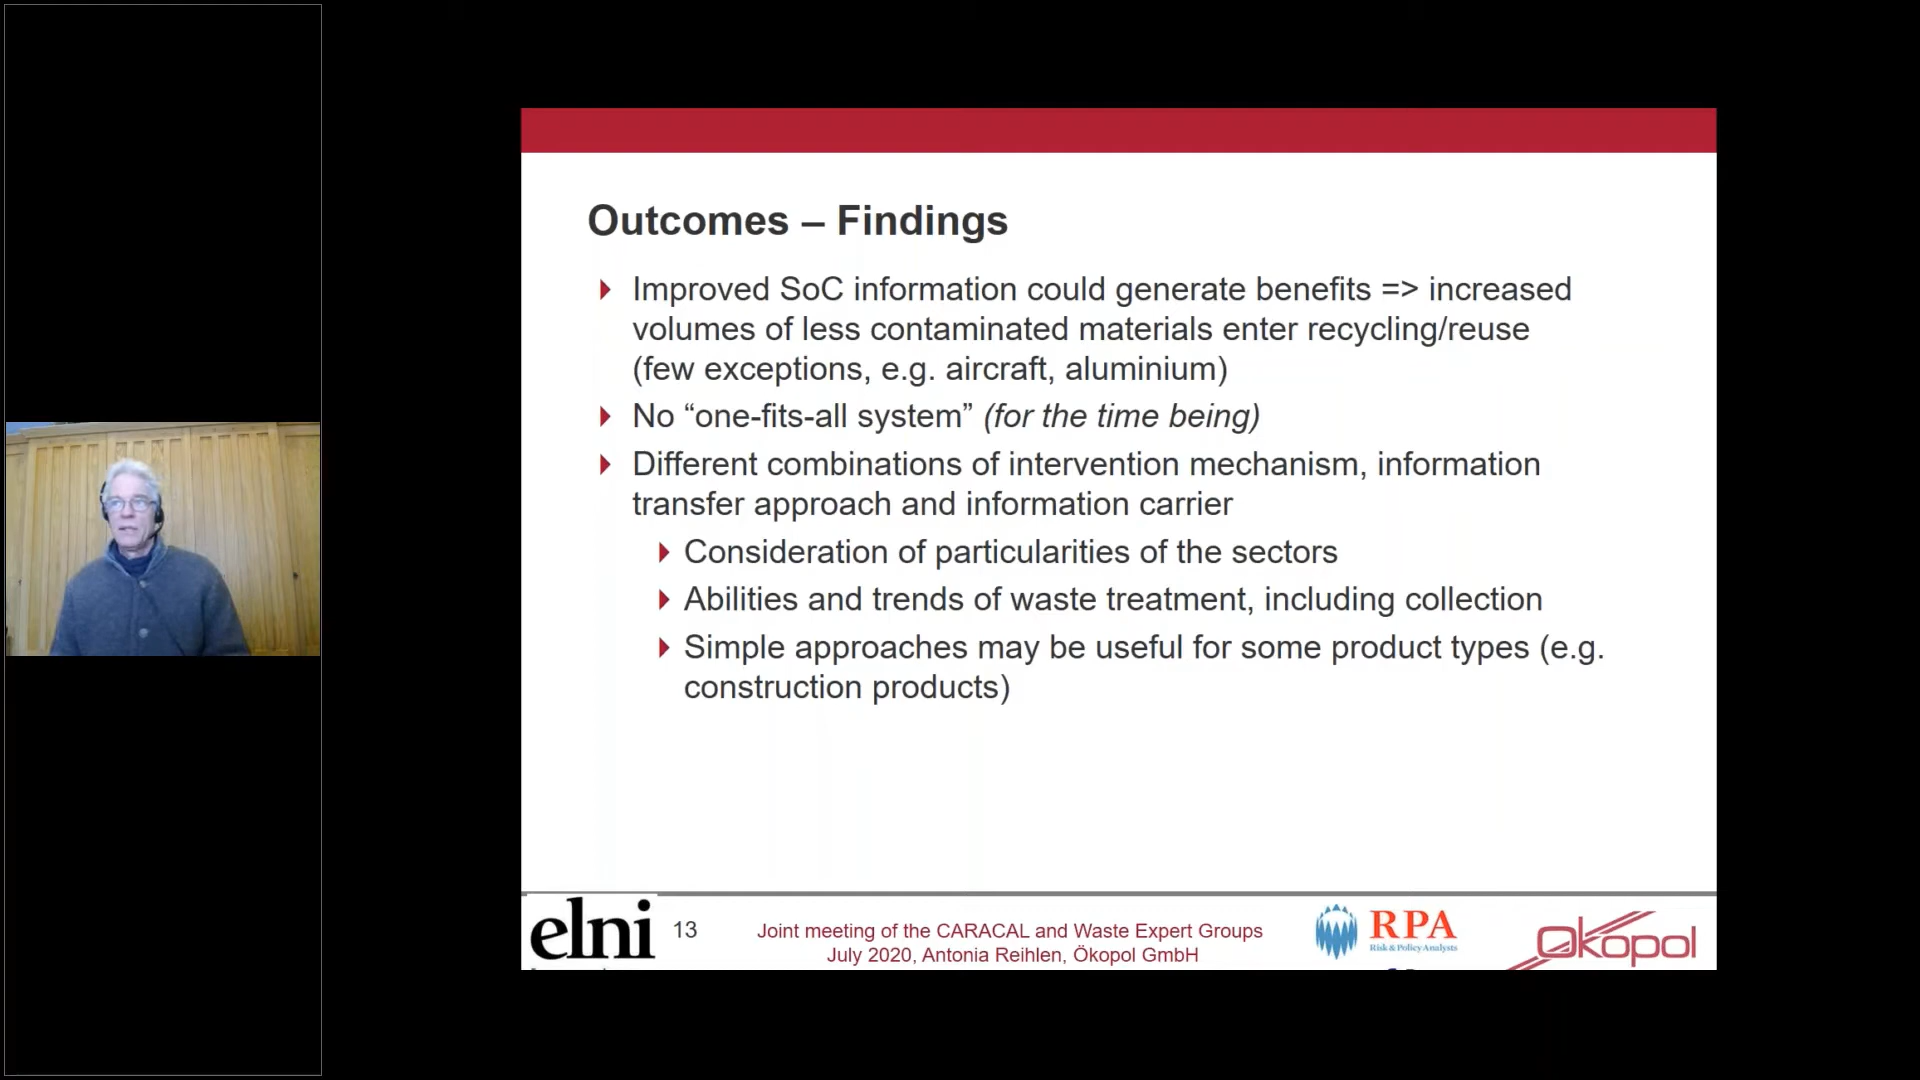 Outcomes – Findings
Improved SoC information could generate benefits => increased
volumes of less contaminated materials enter recycling/reuse
(few exceptions, e.g. aircraft, aluminium)
No “one-fits-all system” (for the time being)
Different combinations of intervention mechanism, information
transfer approach and information carrier
Consideration of particularities of the sectors
Abilities and trends of waste treatment, including collection
Simple approaches may be useful for some product types (e.g.
construction products)
elni
13
Joint meeting of the CARACAL and Waste Expert Groups
July 2020, Antonia Reihlen, Ökopol GmbH
RPA
Risk & Policy Analysts
Ökopol